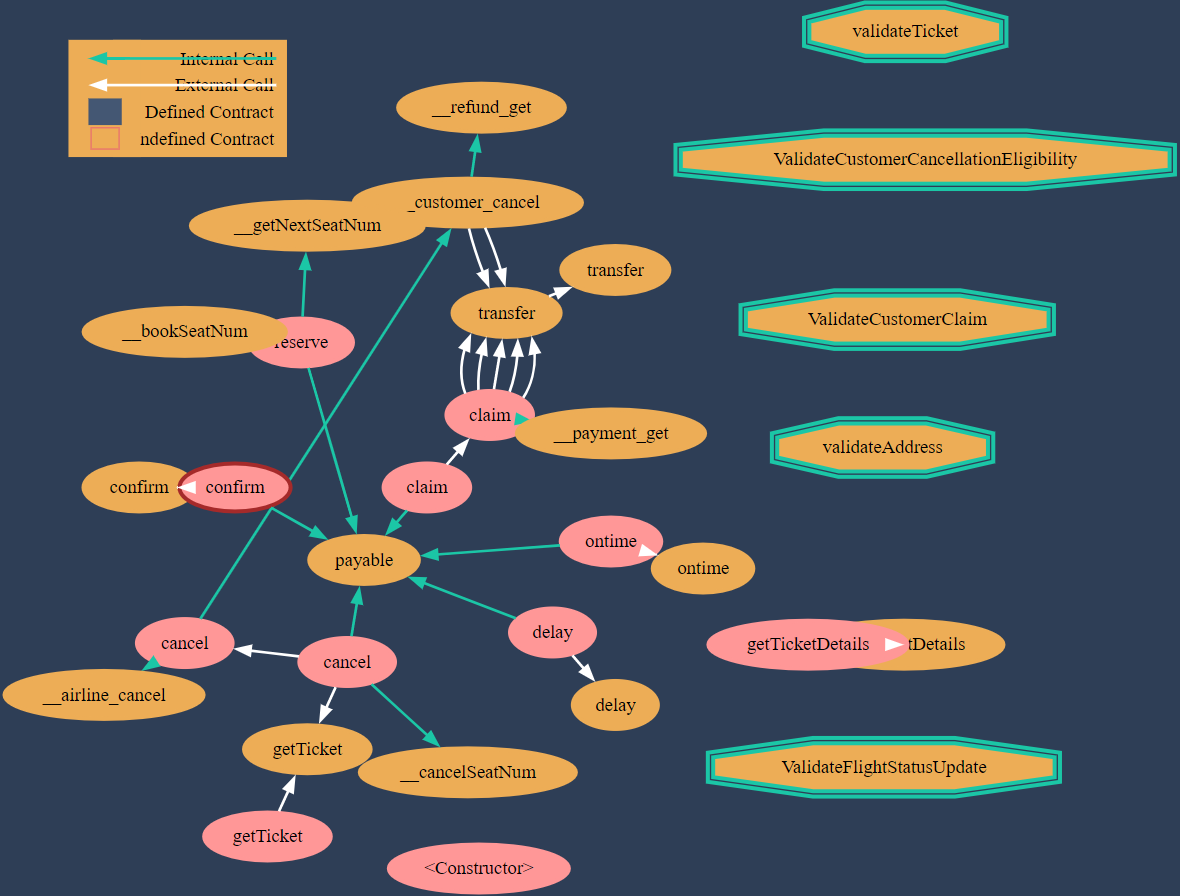 validateTicket
Internal Call
External Call
Defined Contract
ndefined Contract
__refund_get
ValidateCustomerCancellationEligibility
_customer_cancel
__getNextSeatNum
transfer
transfer
ValidateCustomerClaim
__bookSeatNum
reserve
claim
__payment_get
validateAddress
confirm
confirm
claim
ontime
payable
ontime
delay
cancel
cancel
getTicketDetails
tDetails
__airline_cancel
delay
getTicket
__cancelSeatNum
ValidateFlightStatusUpdate
getTicket
<Constructor>